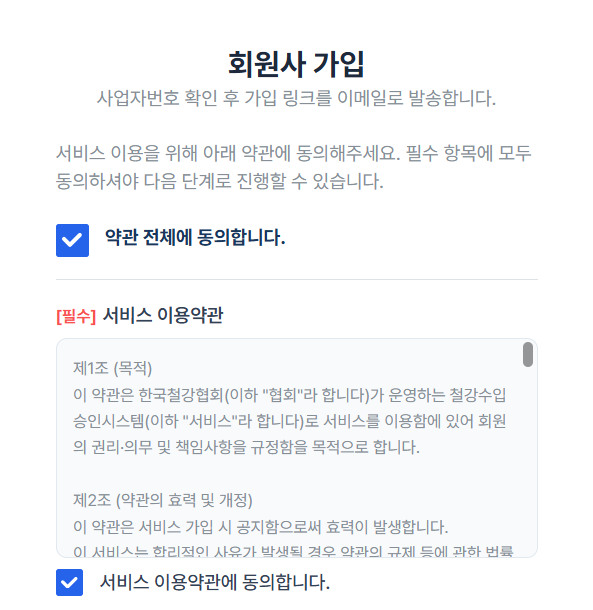 회원사 가입
사업자번호 확인 후 가입 링크를 이메일로 발송합니다.
서비스 이용을 위해 아래 약관에 동의해주세요. 필수 항목에 모두
동의하셔야 다음 단계로 진행할 수 있습니다.
약관 전체에 동의합니다.
[필수] 서비스 이용약관
제1조 (목적)
이 약관은 한국철강협회(이하 "협회"라 합니다)가 운영하는 철강수입
승인시스템(이하 "서비스"라 합니다)로 서비스를 이용함에 있어 회원
의 권리·의무 및 책임사항을 규정함을 목적으로 합니다.
제2조 (약관의 효력 및 개정)
이 약관은 서비스 가입 시 공지함으로써 효력이 발생합니다.
이 서비스는 합리적인 사유가 발생될 경우 약관의 규제 등에 관한 법률
서비스 이용약관에 동의합니다.